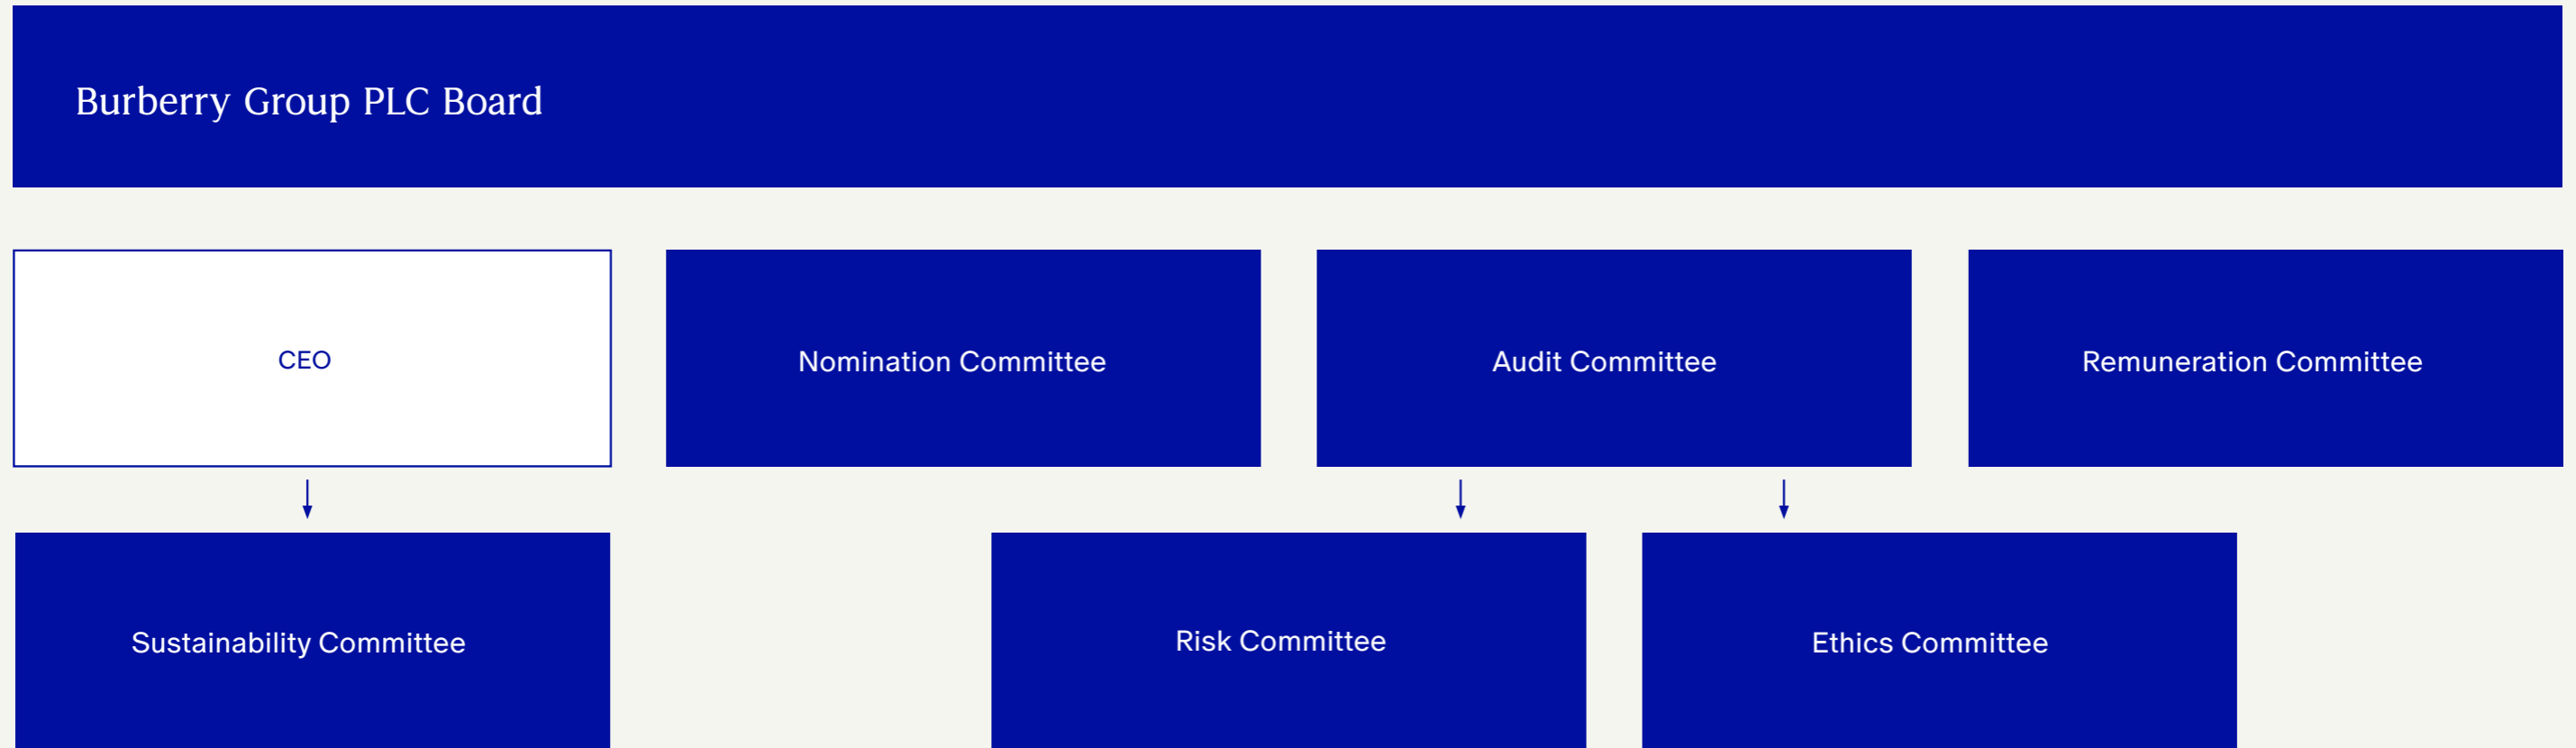 Burberry Group PLC Board
CEO
Nomination Committee
Audit Committee
Remuneration Committee
Sustainability Committee
Risk Committee
Ethics Committee